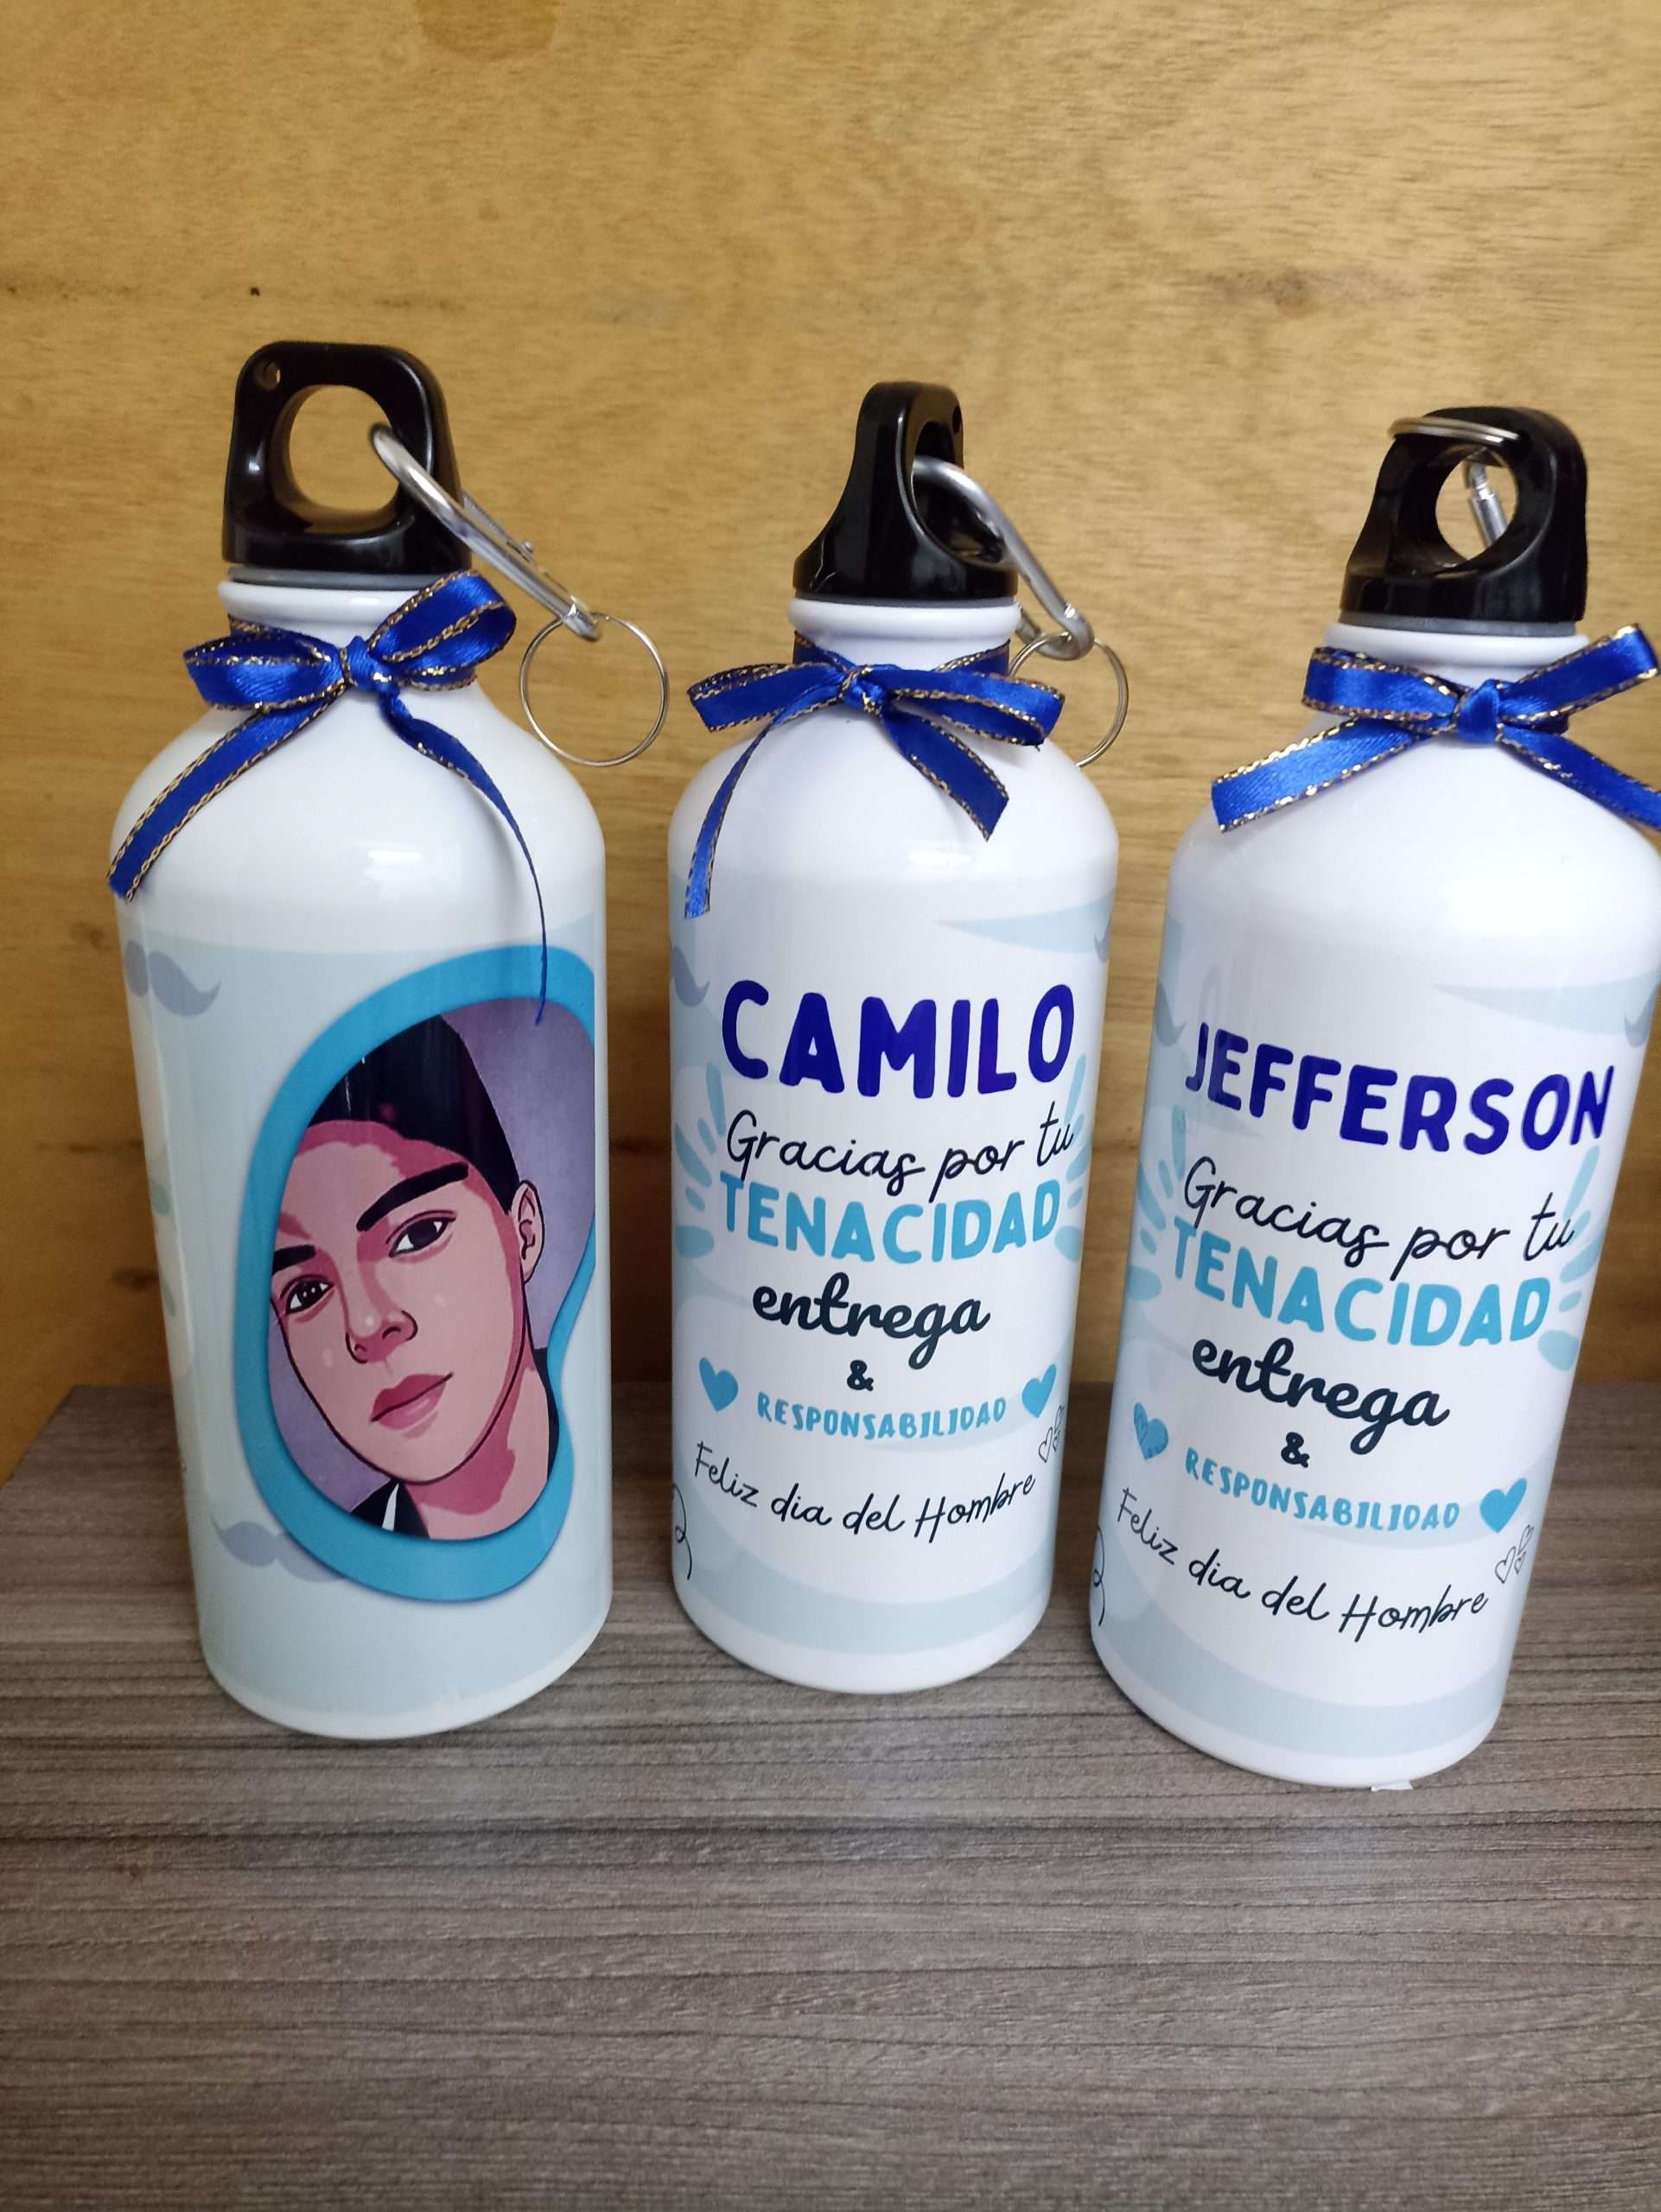 CAMILO
Gracias por tu
TENACIDAD
entrega
&
RESPONSABILIDAD
Feliz dia del Hombre
JEFFERSON
Gracias por tu
TENACIDAD
entrega
&
RESPONSABILIDAD
Feliz dia del Hombre